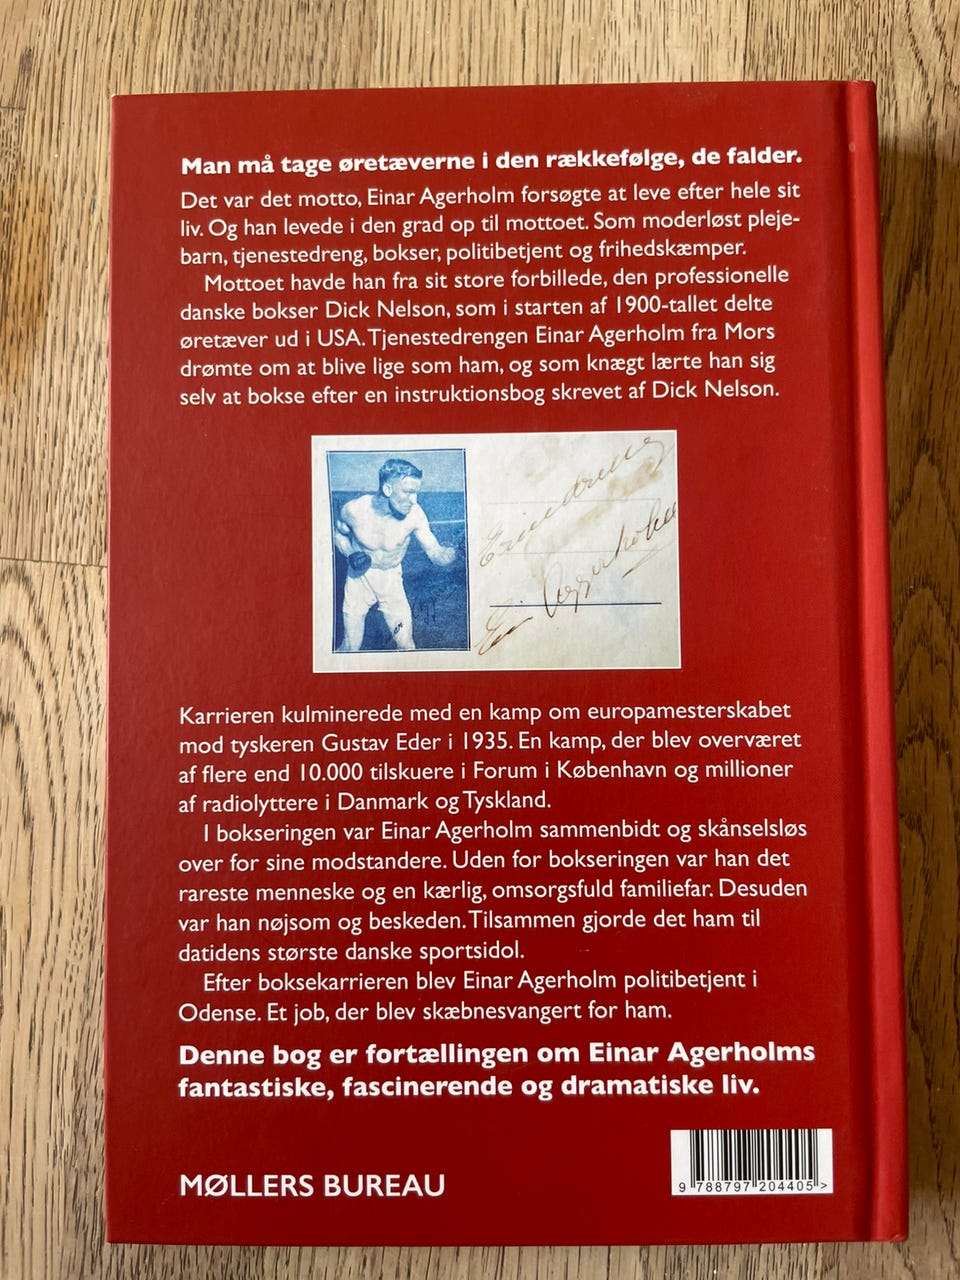 Man må tage øretæverne i den rækkefølge, de falder.
Det var det motto, Einar Agerholm forsøgte at leve efter hele sit
liv. Og han levede i den grad op til mottoet. Som moderløst pleje-
barn, tjenestedreng, bokser, politibetjent og frihedskæmper.
Mottoet havde han fra sit store forbillede, den professionelle
danske bokser Dick Nelson, som i starten af 1900-tallet delte
øretæver ud i USA. Tjenestedrengen Einar Agerholm fra Mors
drømte om at blive lige som ham, og som knægt lærte han sig
selv at bokse efter en instruktionsbog skrevet af Dick Nelson.
Erindring
Agerholm
Karrieren kulminerede med en kamp om europamesterskabet
mod tyskeren Gustav Eder i 1935. En kamp, der blev overværet
af flere end 10.000 tilskuere i Forum i København og millioner
af radiolyttere i Danmark og Tyskland.
I bokseringen var Einar Agerholm sammenbidt og skånselsløs
over for sine modstandere. Uden for bokseringen var han det
rareste menneske og en kærlig, omsorgsfuld familiefar. Desuden
var han nøjsom og beskeden. Tilsammen gjorde det ham til
datidens største danske sportsidol.
Efter boksekarrieren blev Einar Agerholm politibetjent i
Odense. Et job, der blev skæbnesvangert for ham.
Denne bog er fortællingen om Einar Agerholms
fantastiske, fascinerende og dramatiske liv.
MØLLERS BUREAU
9 788797 204405 >